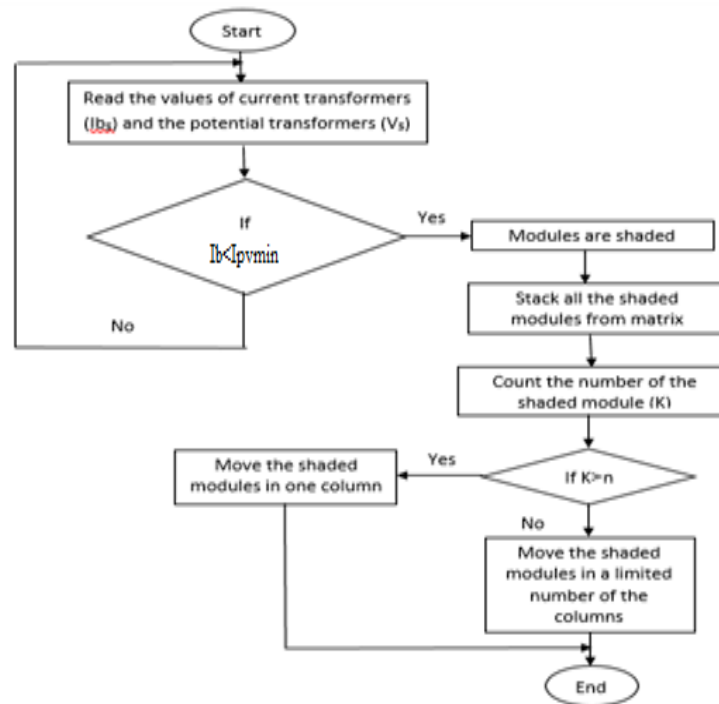 Start
Read the values of current transformers
(Ibs) and the potential transformers (Vs)
If
Ib<Ipvmin
Yes
No
Modules are shaded
Stack all the shaded
modules from matrix
Count the number of the
shaded module (K)
If K>n
Yes
Move the shaded
modules in one column
No
Move the shaded
modules in a limited
number of the
columns
End